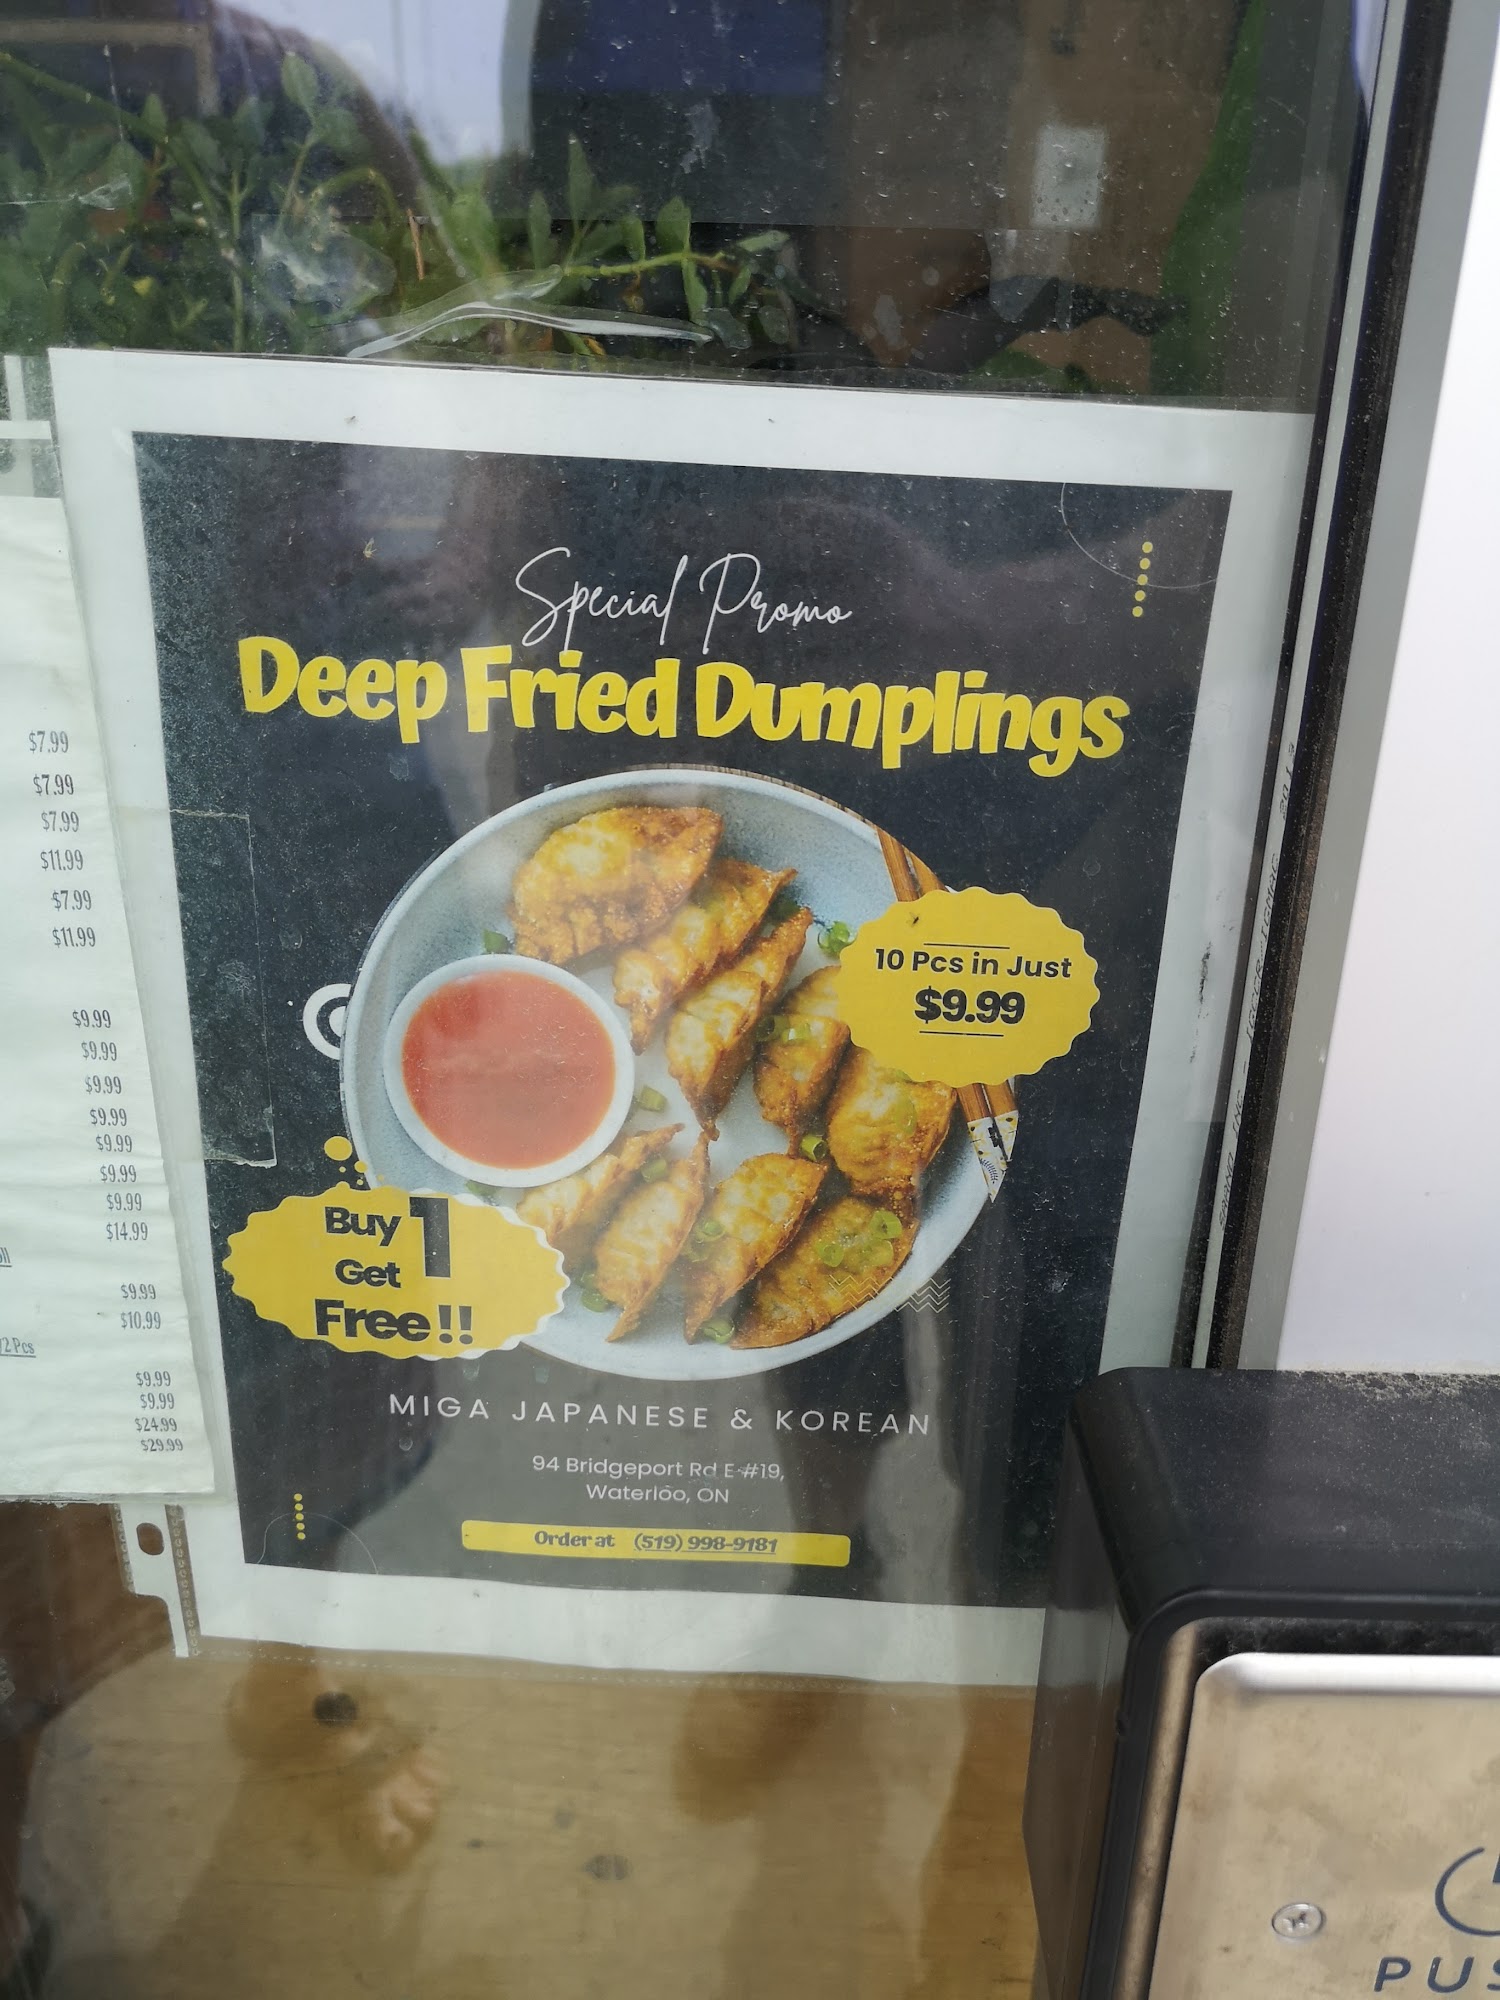 $7.99
$7.99
$7.99
$11.99
$7.99
$11.99
$9.99
$9.99
$9.99
$9.99
$9.99
$9.99
$9.99
$14.99
$9.99
$10.99
Pcs
$9.99
$9.99
$24.99
$29.99
Special Promo
Deep Fried Dumplings
10 Pcs in Just
$9.99
Buy 1
Get
Free!!
MIGA JAPANESE & KOREAN
94 Bridgeport Rd E #19,
Waterloo, ON
Order at (519) 998-9181